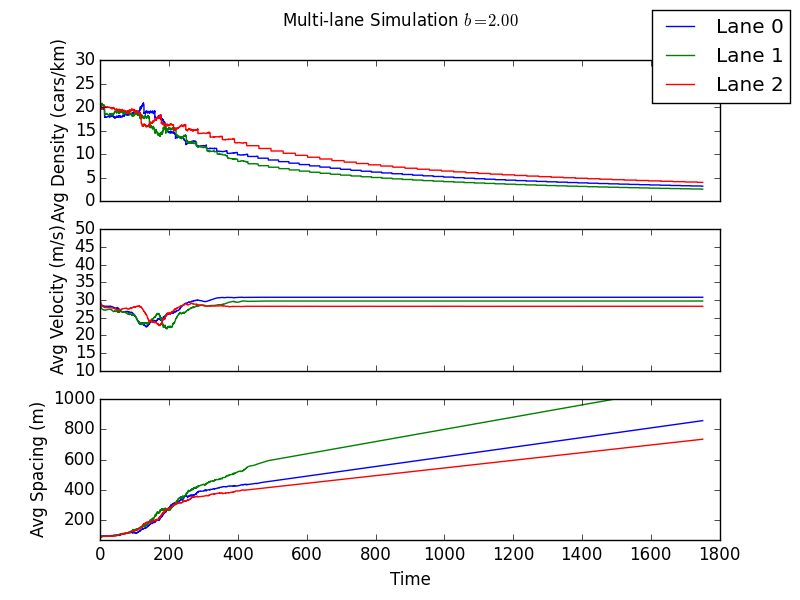 Multi-lane Simulation b=2.00
Lane 0
Lane 1
Lane 2
Avg Density (cars/km)
30
25
20
15
10
5
0
Avg Velocity (m/s)
50
45
40
35
30
25
20
15
10
Avg Spacing (m)
1000
800
600
400
200
0 200 400 600 800 1000 1200 1400 1600 1800
Time